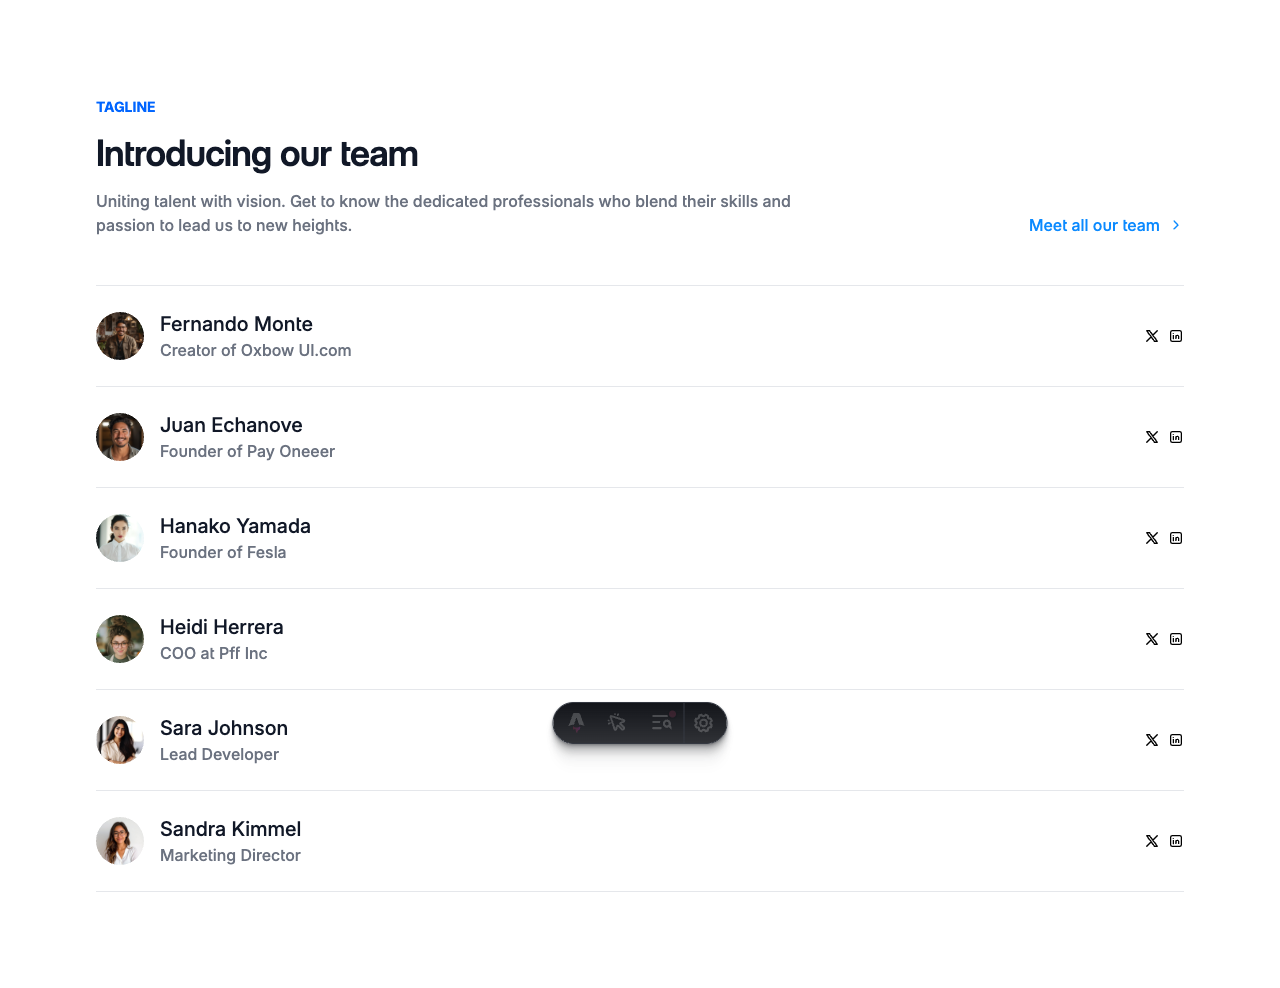 TAGLINE
Introducing our team
Uniting talent with vision. Get to know the dedicated professionals who blend their skills and
passion to lead us to new heights.
Meet all our team
Fernando Monte
Creator of Oxbow UI.com
Juan Echanove
Founder of Pay Oneeer
Hanako Yamada
Founder of Fesla
Heidi Herrera
COO at Pff Inc
Sara Johnson
Lead Developer
Sandra Kimmel
Marketing Director